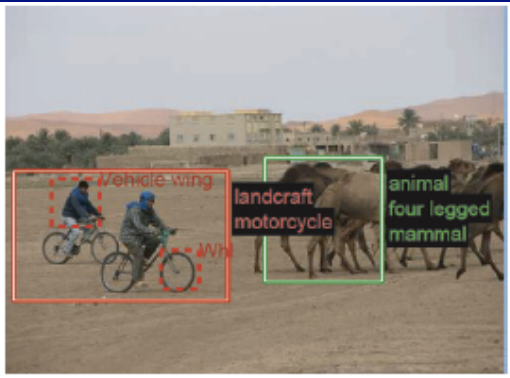 Vehicle wing
landcraft
motorcycle
animal
four legged
mammal
Whl